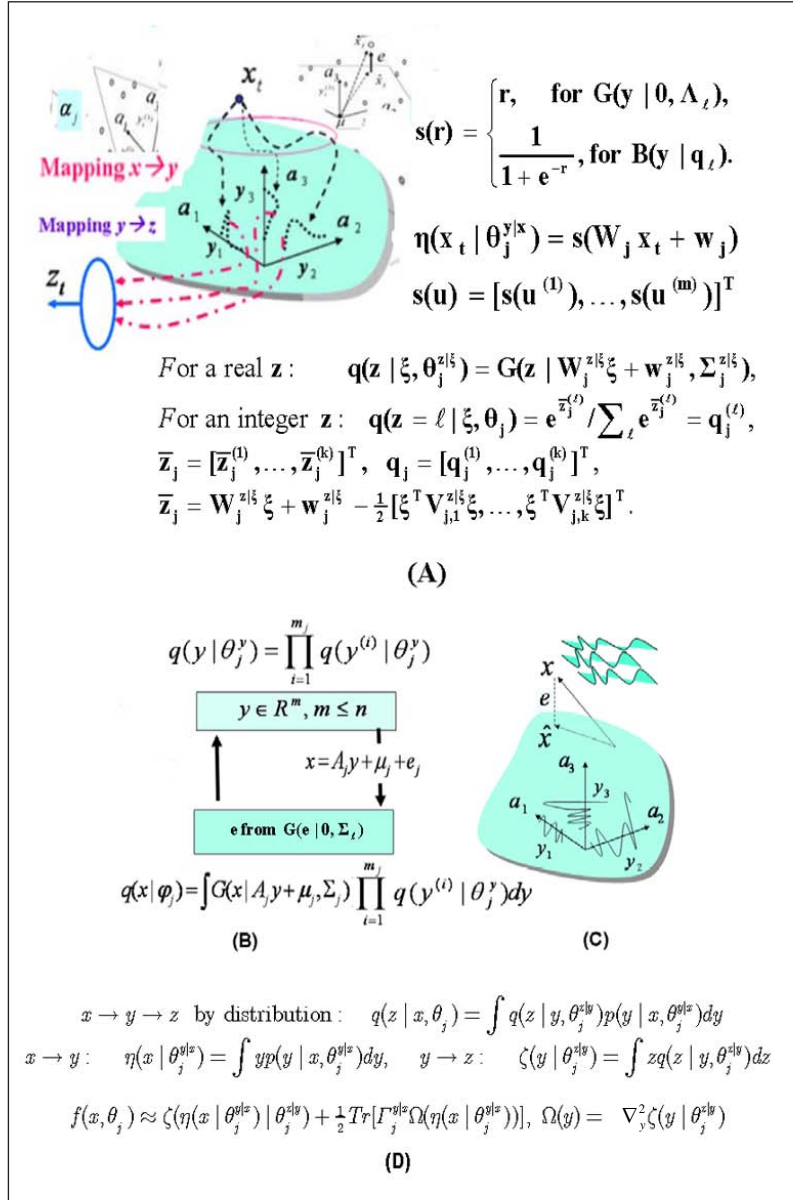 x_t
α_j
Mapping x→y
Mapping y→z
a_1
a_2
a_3
y_1
y_2
y_3
z_t
s(r) = { r, for G(y | 0, Λ_ℓ),
1/(1 + e^{-r}), for B(y | q_ℓ).
η(x_t | θ_j^{y|x}) = s(W_j x_t + w_j)
s(u) = [s(u^{(1)}), …, s(u^{(m)})]^T
For a real z : q(z | ξ, θ_j^{z|ξ}) = G(z | W_j^{z|ξ} ξ + w_j^{z|ξ}, Σ_j^{z|ξ}),
For an integer z : q(z = ℓ | ξ, θ_j) = e^{z̄_j^{(ℓ)}} / Σ_ℓ e^{z̄_j^{(ℓ)}} = q_j^{(ℓ)},
z̄_j = [z̄_j^{(1)}, …, z̄_j^{(k)}]^T, q_j = [q_j^{(1)}, …, q_j^{(k)}]^T,
z̄_j = W_j^{z|ξ} ξ + w_j^{z|ξ} − ½[ξ^T V_{j,1}^{z|ξ} ξ, …, ξ^T V_{j,k}^{z|ξ} ξ]^T.
(A)
q(y | θ_j^y) = ∏_{i=1}^{m_j} q(y^{(i)} | θ_j^y)
y ∈ R^m, m ≤ n
x = A_j y + μ_j + e_j
e from G(e | 0, Σ_ℓ)
q(x | φ_j) = ∫ G(x | A_j y + μ_j, Σ_j) ∏_{i=1}^{m_j} q(y^{(i)} | θ_j^y) dy
(B)
x
e
x̂
a_3
y_3
a_1
a_2
y_1
y_2
(C)
x → y → z by distribution : q(z | x, θ_j) = ∫ q(z | y, θ_j^{z|y}) p(y | x, θ_j^{y|x}) dy
x → y : η(x | θ_j^{y|x}) = ∫ y p(y | x, θ_j^{y|x}) dy, y → z : ζ(y | θ_j^{z|y}) = ∫ z q(z | y, θ_j^{z|y}) dz
f(x, θ_j) ≈ ζ(η(x | θ_j^{y|x}) | θ_j^{z|y}) + ½ Tr[Γ_j^{y|x} Ω(η(x | θ_j^{y|x}))], Ω(y) = ∇_y^2 ζ(y | θ_j^{z|y})
(D)